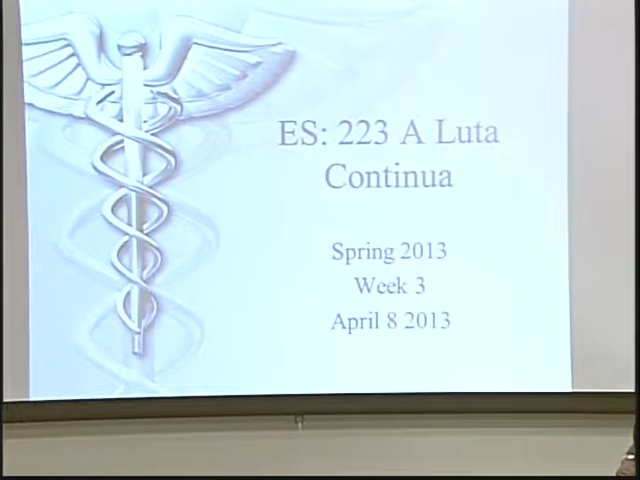 ES: 223 A Luta
Continua
Spring 2013
Week 3
April 8 2013